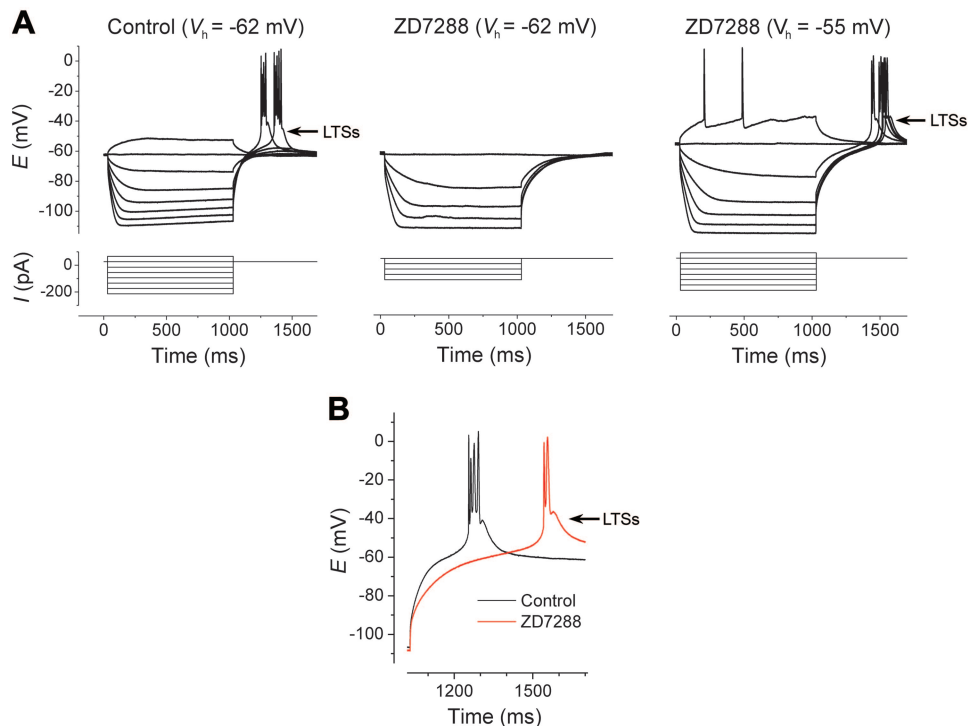 A
Control (Vh = -62 mV)
ZD7288 (Vh = -62 mV)
ZD7288 (Vh = -55 mV)
E (mV)
0
-20
-40
-60
-80
-100
LTSs
LTSs
I (pA)
0
-200
0 500 1000 1500
0 500 1000 1500
0 500 1000 1500
Time (ms)
Time (ms)
Time (ms)
B
E (mV)
0
-20
-40
-60
-80
-100
LTSs
Control
ZD7288
1200 1500
Time (ms)